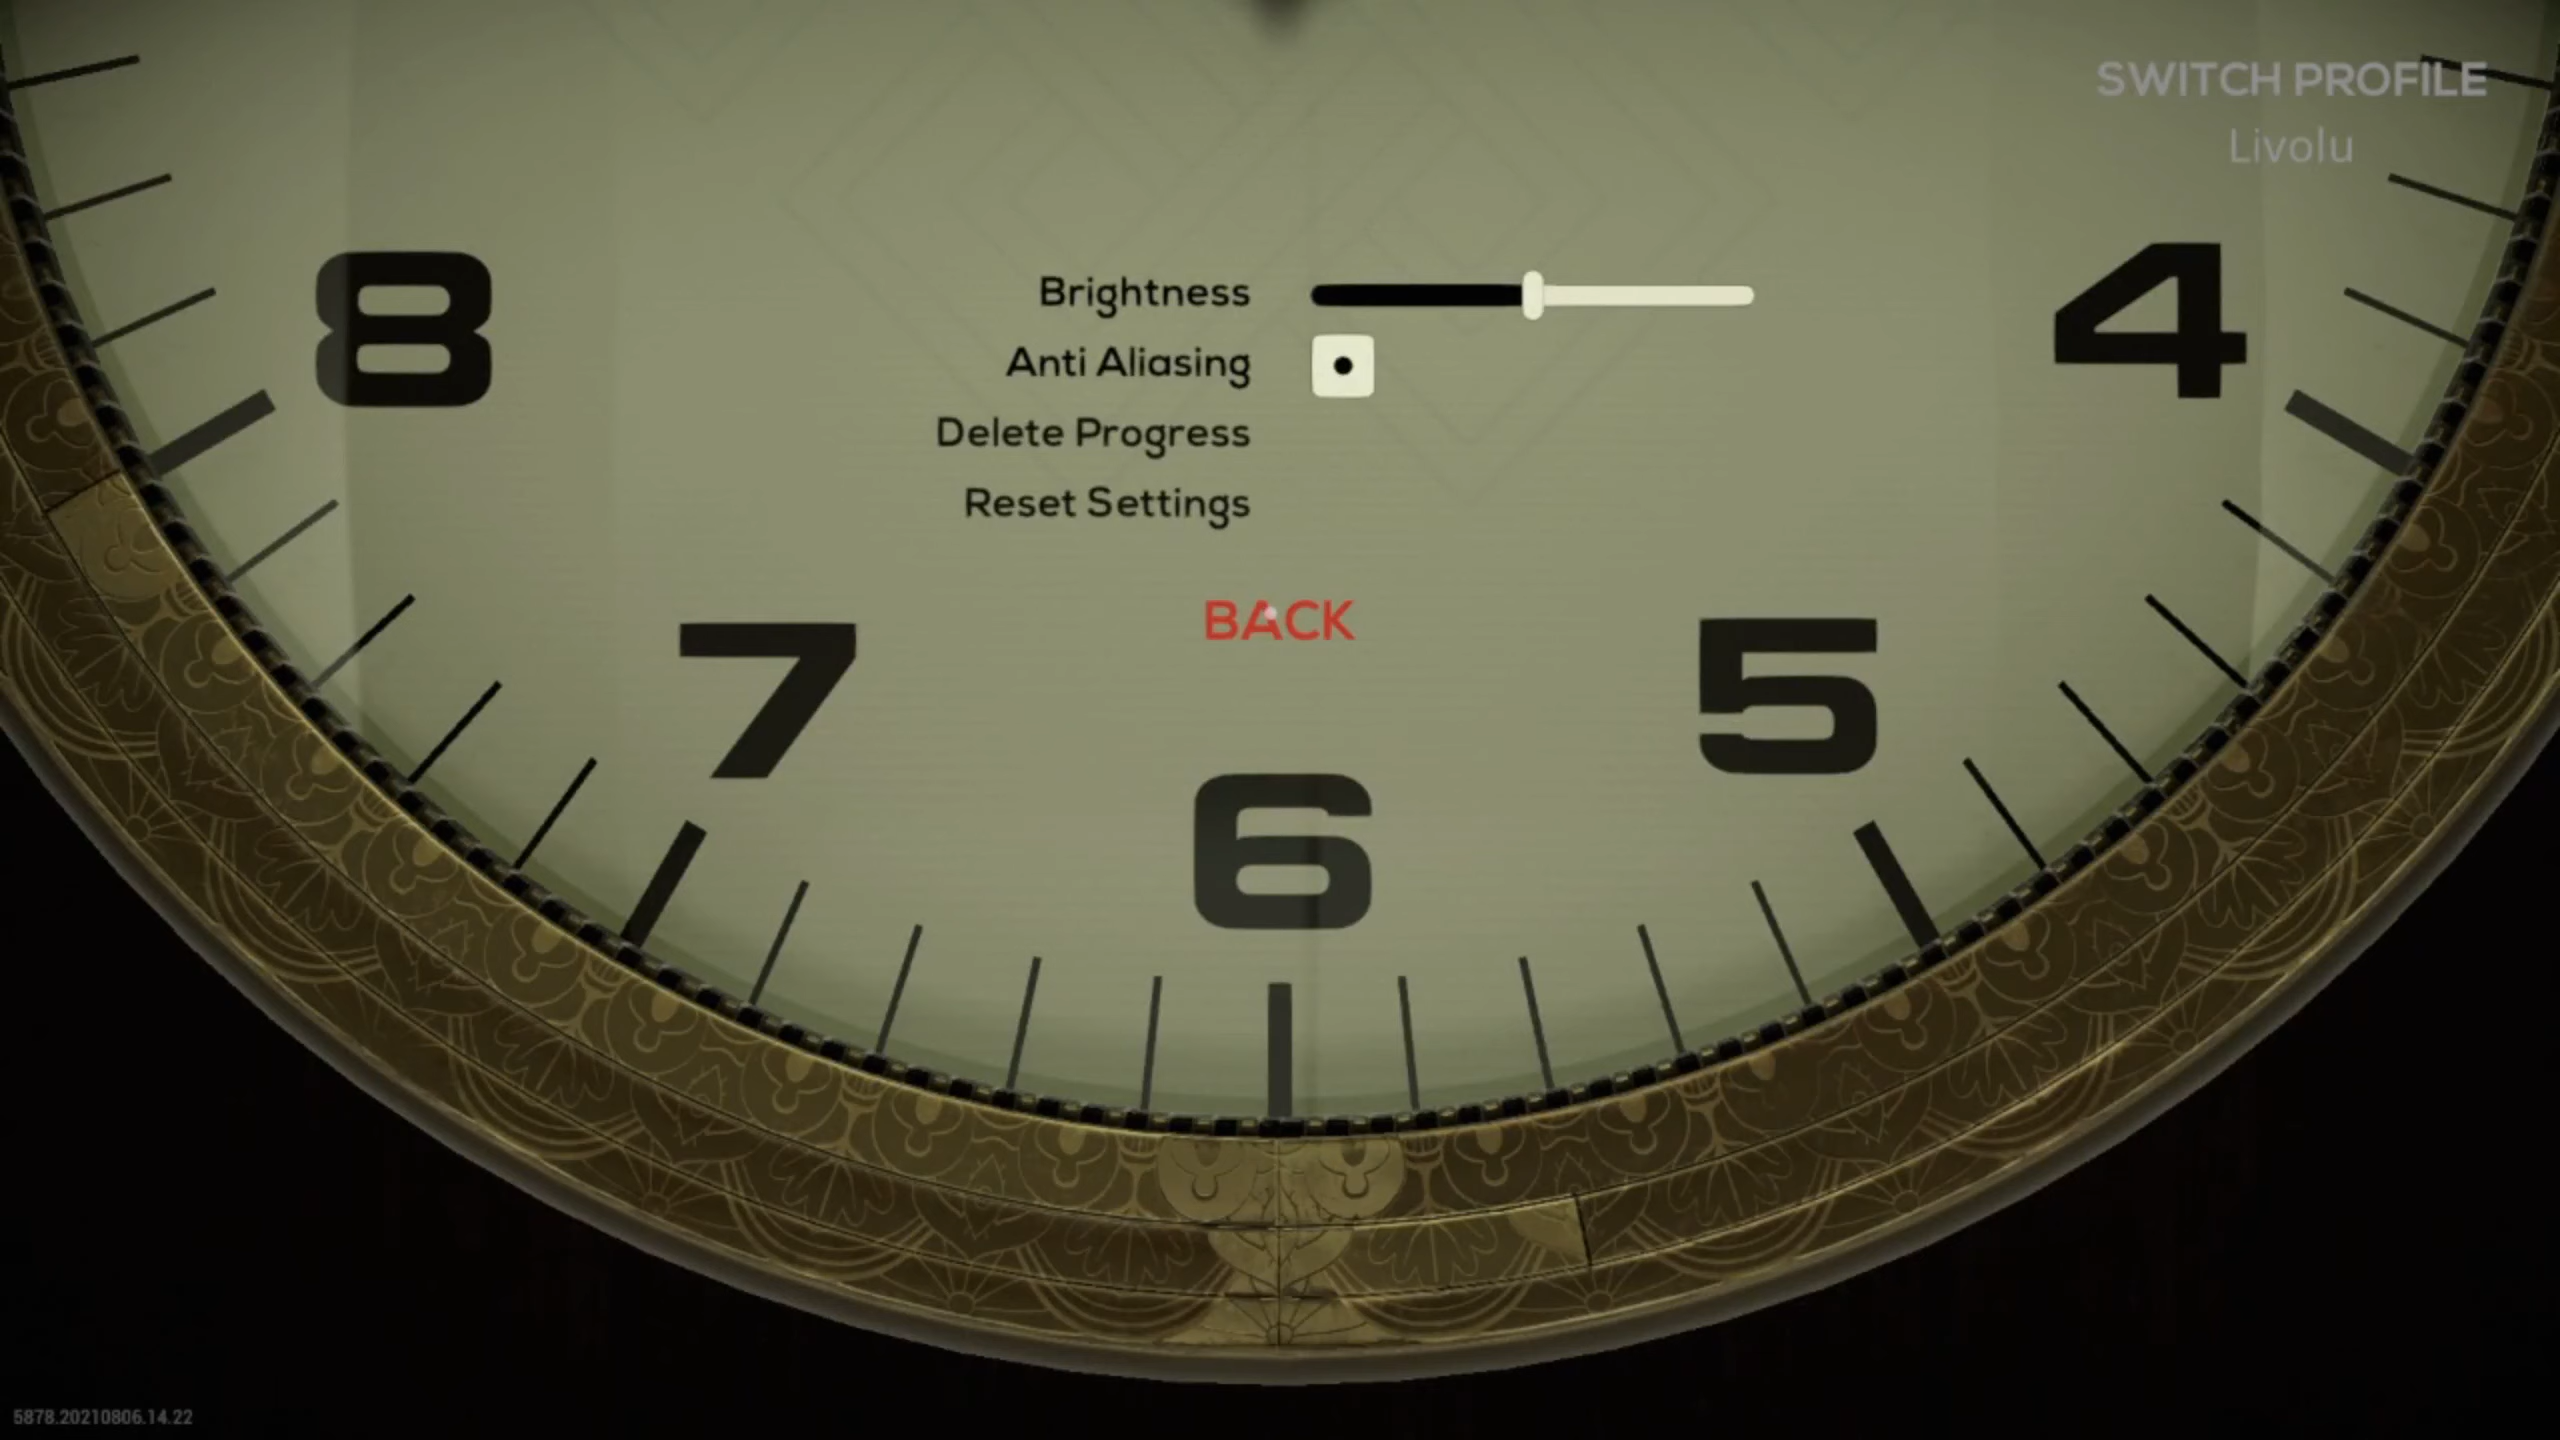 SWITCH PROFILE
Livolu
8
4
Brightness
Anti Aliasing
Delete Progress
Reset Settings
BACK
7
5
6
5878.20210806.14.22